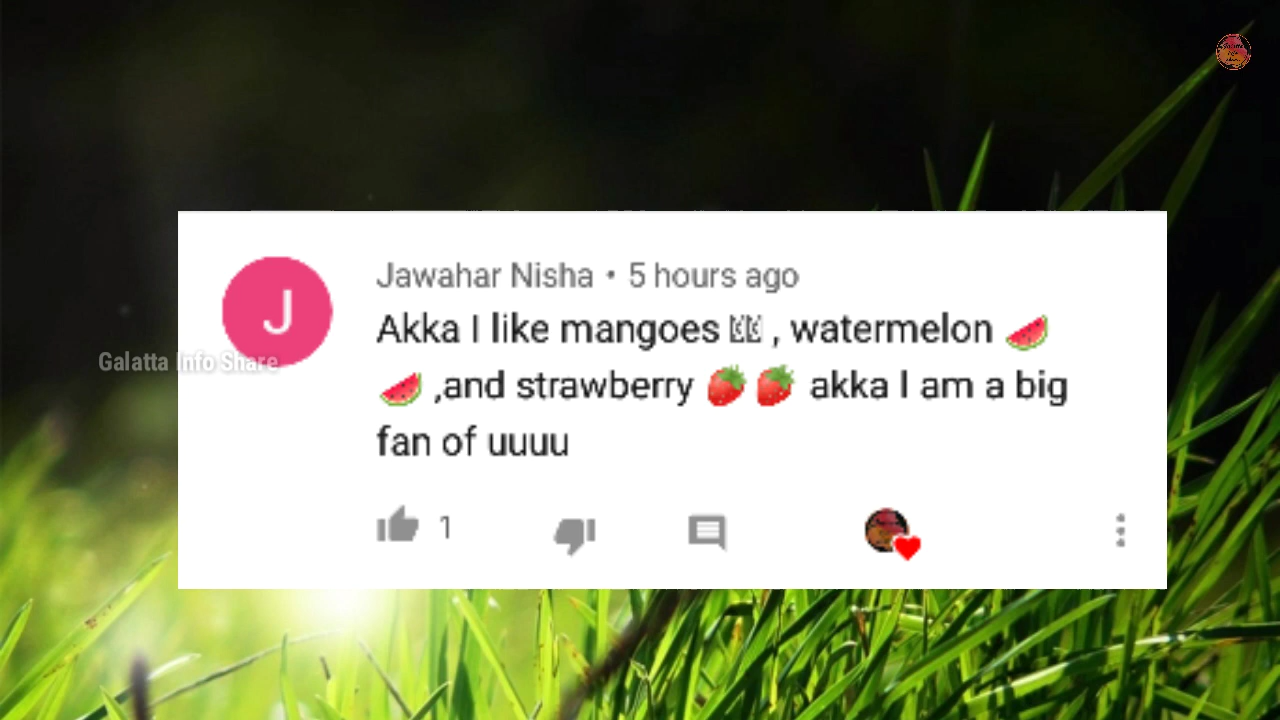 Jawahar Nisha • 5 hours ago
J
Akka I like mangoes , watermelon 🍉
🍉 ,and strawberry 🍓🍓 akka I am a big
fan of uuuu
Galatta Info Share
1